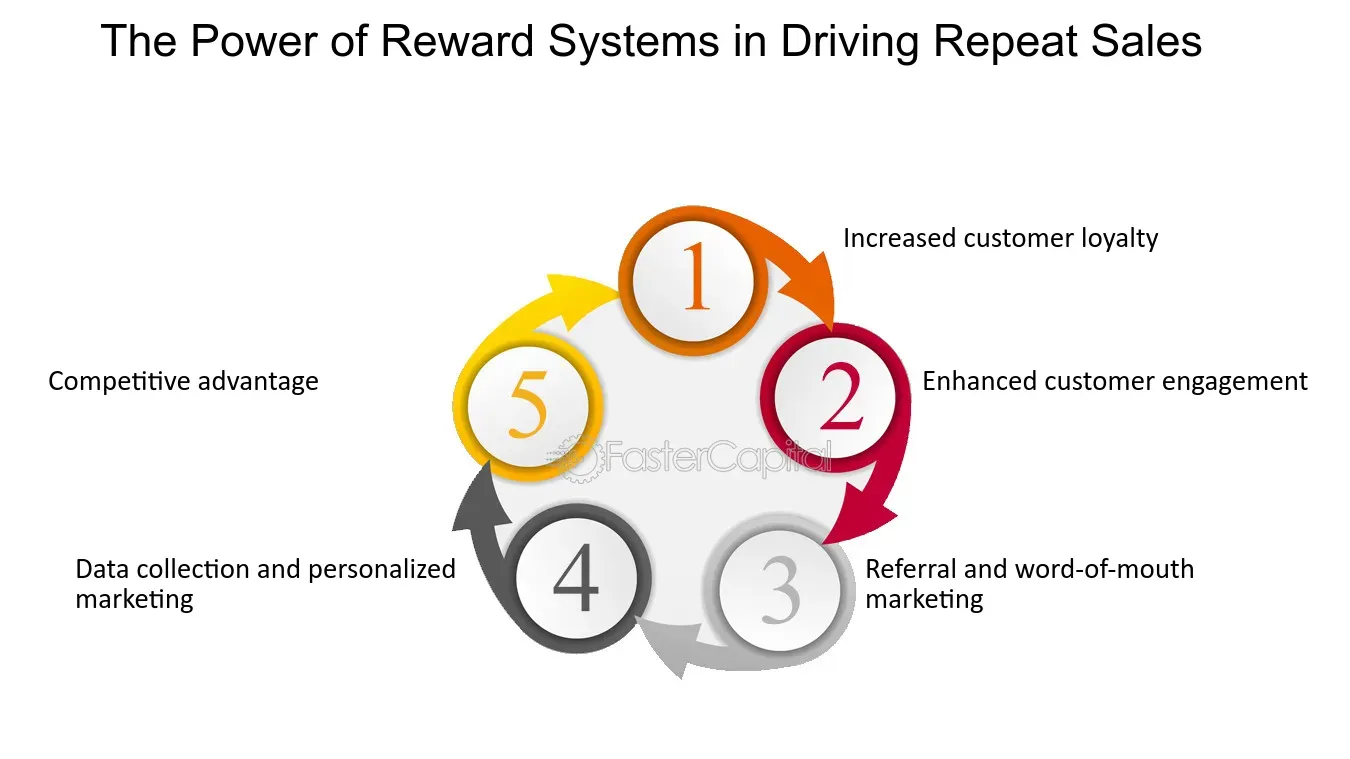 The Power of Reward Systems in Driving Repeat Sales
1
Increased customer loyalty
2
Enhanced customer engagement
3
Referral and word-of-mouth
marketing
4
Data collection and personalized
marketing
5
Competitive advantage
FasterCapital